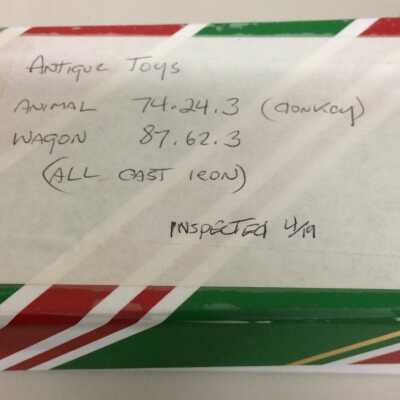 Antique Toys
ANIMAL 74.24.3 (DONKEY)
WAGON 87.62.3
(ALL CAST IRON)
INSPECTED 4/19